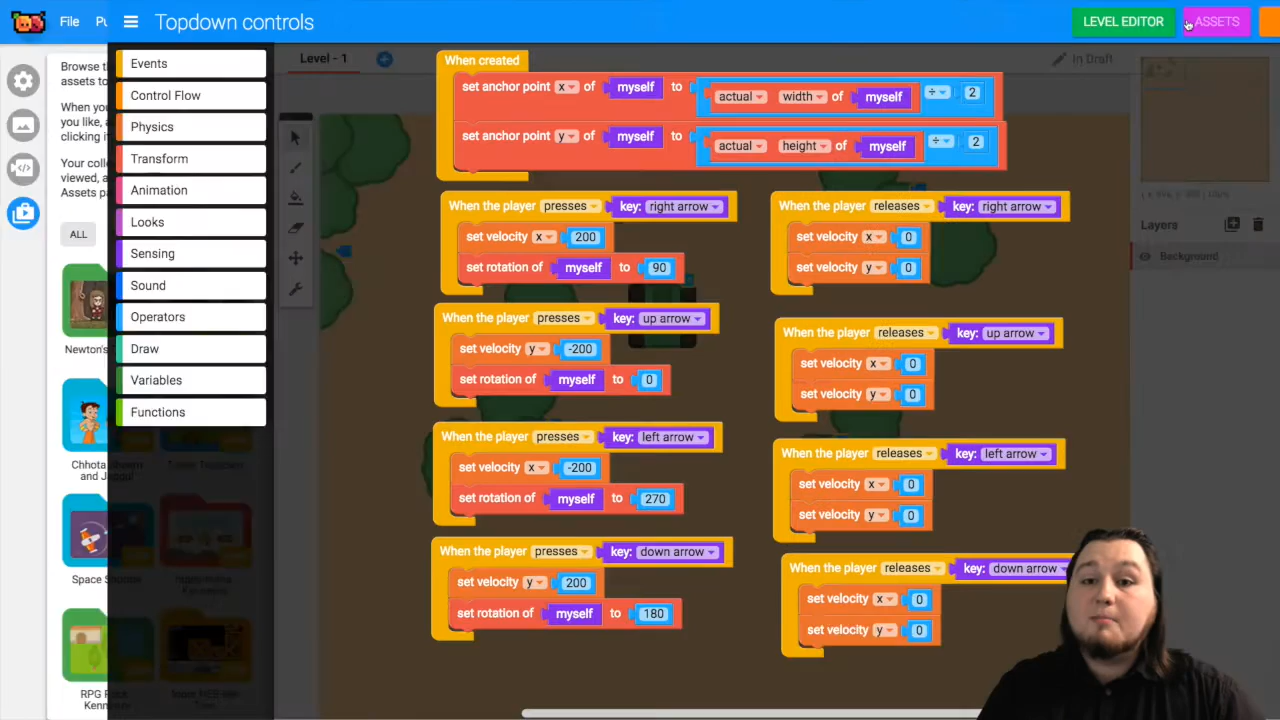 File Pu Topdown controls LEVEL EDITOR ASSETS
Browse th
assets to
When you
you like, a
clicking it
Your colle
viewed, a
Assets pa
ALL
Newton's
Chhota Bheem
and Jaggu!
Space Shooter
RPG Base
Kenney
Events
Control Flow
Physics
Transform
Animation
Looks
Sensing
Sound
Operators
Draw
Variables
Functions
Level - 1
In Draft
Layers
Background
When created
set anchor point x of myself to actual width of myself ÷ 2
set anchor point y of myself to actual height of myself ÷ 2
When the player presses key: right arrow
set velocity x 200
set rotation of myself to 90
When the player presses key: up arrow
set velocity y -200
set rotation of myself to 0
When the player presses key: left arrow
set velocity x -200
set rotation of myself to 270
When the player presses key: down arrow
set velocity y 200
set rotation of myself to 180
When the player releases key: right arrow
set velocity x 0
set velocity y 0
When the player releases key: up arrow
set velocity x 0
set velocity y 0
When the player releases key: left arrow
set velocity x 0
set velocity y 0
When the player releases key: down arrow
set velocity x 0
set velocity y 0